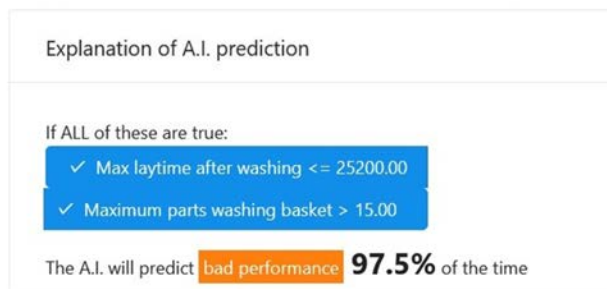 Explanation of A.I. prediction
If ALL of these are true:
✓ Max laytime after washing <= 25200.00
✓ Maximum parts washing basket > 15.00
The A.I. will predict bad performance 97.5% of the time